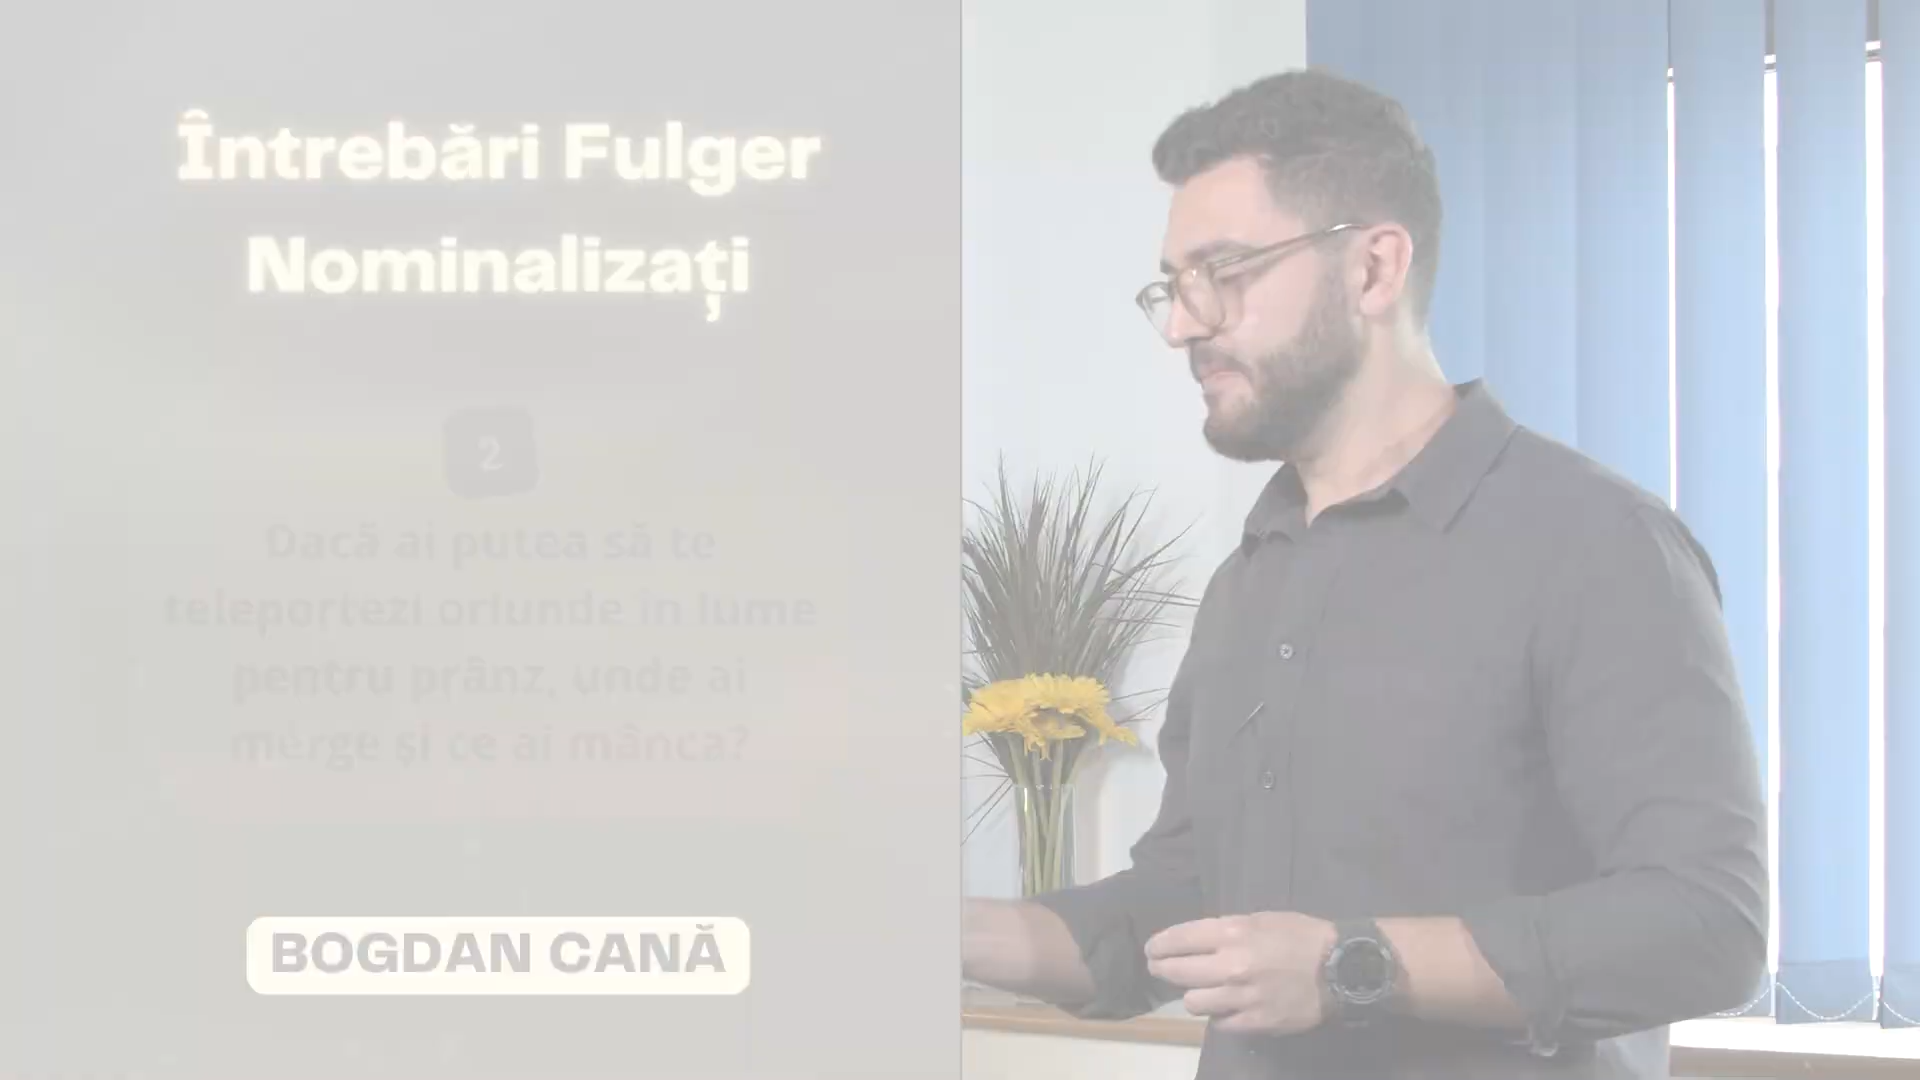 Întrebări Fulger
Nominalizați
2
Dacă ai putea să te
teleportezi oriunde în lume
pentru prânz, unde ai
merge și ce ai mânca?
BOGDAN CANĂ